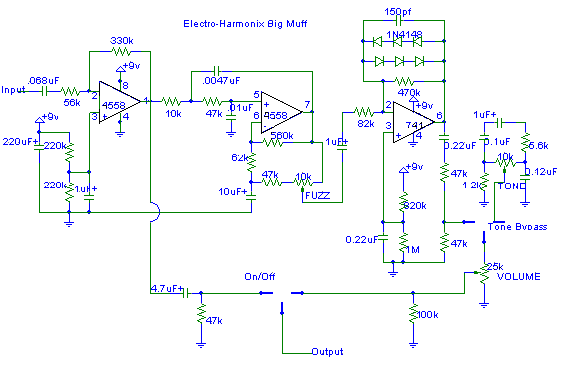 150pf
Electro-Harmonix Big Muff
1N4148
330k
+9v
.0047uF
.068uF
8
470k
+9v
Input
2
4558
1
5
7
56k
3
+
4
10k
47k
.01uF
+
4558
6
2
741
6
1uF+
+9v
82k
3
+
4
0.1uF
6.6k
220uF+
220k
560k
1uF+
0.22uF
10k
62k
+9v
47k
0.12uF
220k
1uF+
47k
10k
1.2k
TONE
10uF+
FUZZ
820k
Tone Bypass
0.22uF
1M
47k
25k
On/Off
VOLUME
4.7uF+
47k
100k
Output